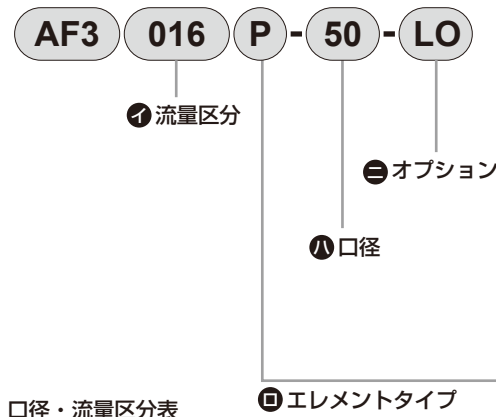 AF3 016 P - 50 - LO
イ 流量区分
ニ オプション
ハ 口径
ロ エレメントタイプ
口径・流量区分表